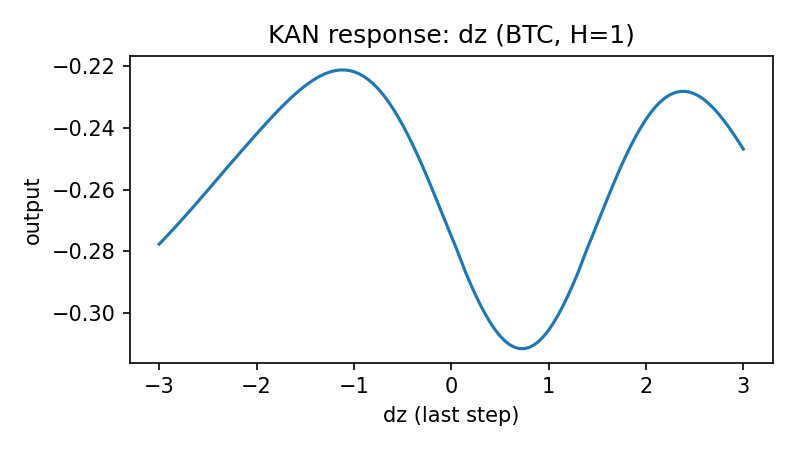 KAN response: dz (BTC, H=1)
−0.22
−0.24
−0.26
−0.28
−0.30
output
−3 −2 −1 0 1 2 3
dz (last step)